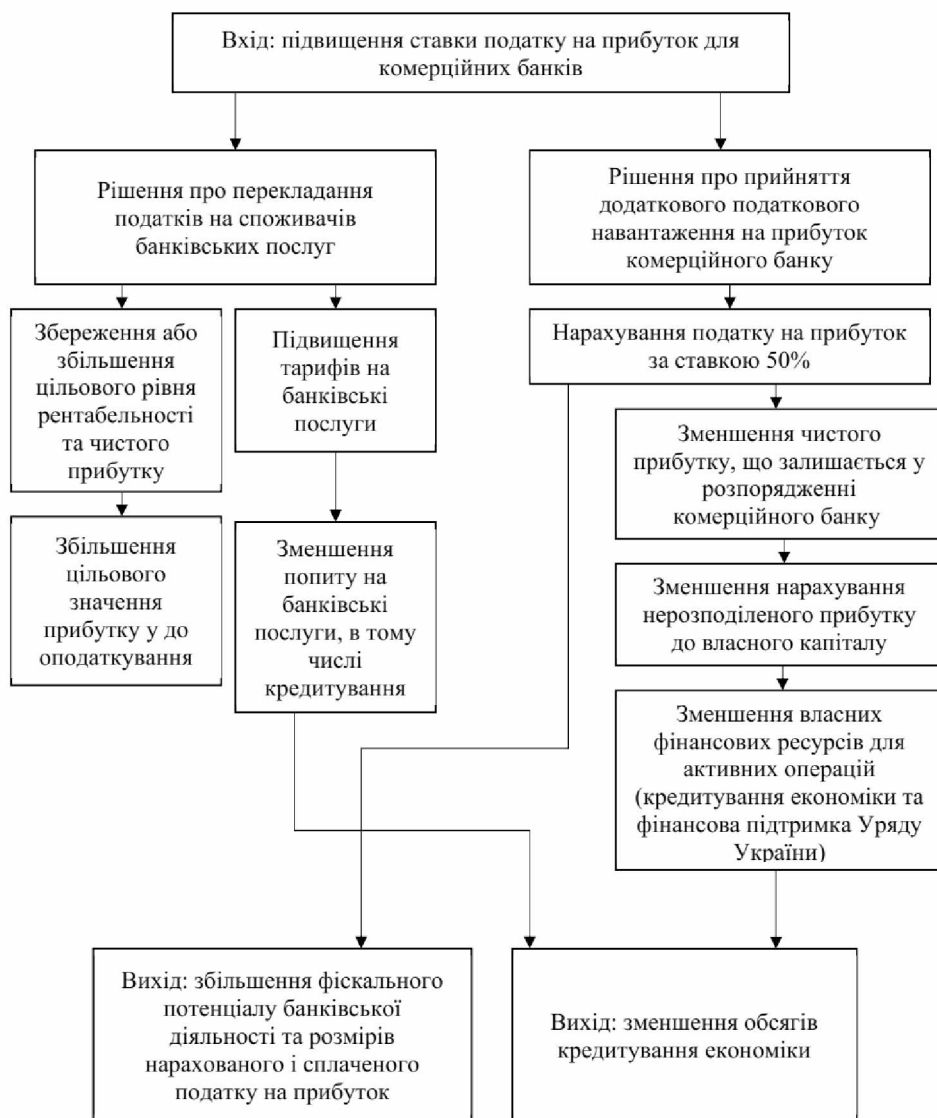 Вхід: підвищення ставки податку на прибуток для
комерційних банків
Рішення про перекладання
податків на споживачів
банківських послуг
Рішення про прийняття
додаткового податкового
навантаження на прибуток
комерційного банку
Збереження або
збільшення
цільового рівня
рентабельності
та чистого
прибутку
Підвищення
тарифів на
банківські
послуги
Нарахування податку на прибуток
за ставкою 50%
Зменшення чистого
прибутку, що залишається у
розпорядженні
комерційного банку
Збільшення
цільового
значення
прибутку у до
оподаткування
Зменшення
попиту на
банківські
послуги, в тому
числі
кредитування
Зменшення нарахування
нерозподіленого прибутку
до власного капіталу
Зменшення власних
фінансових ресурсів для
активних операцій
(кредитування економіки та
фінансова підтримка Уряду
України)
Вихід: збільшення фіскального
потенціалу банківської
діяльності та розмірів
нарахованого і сплаченого
податку на прибуток
Вихід: зменшення обсягів
кредитування економіки